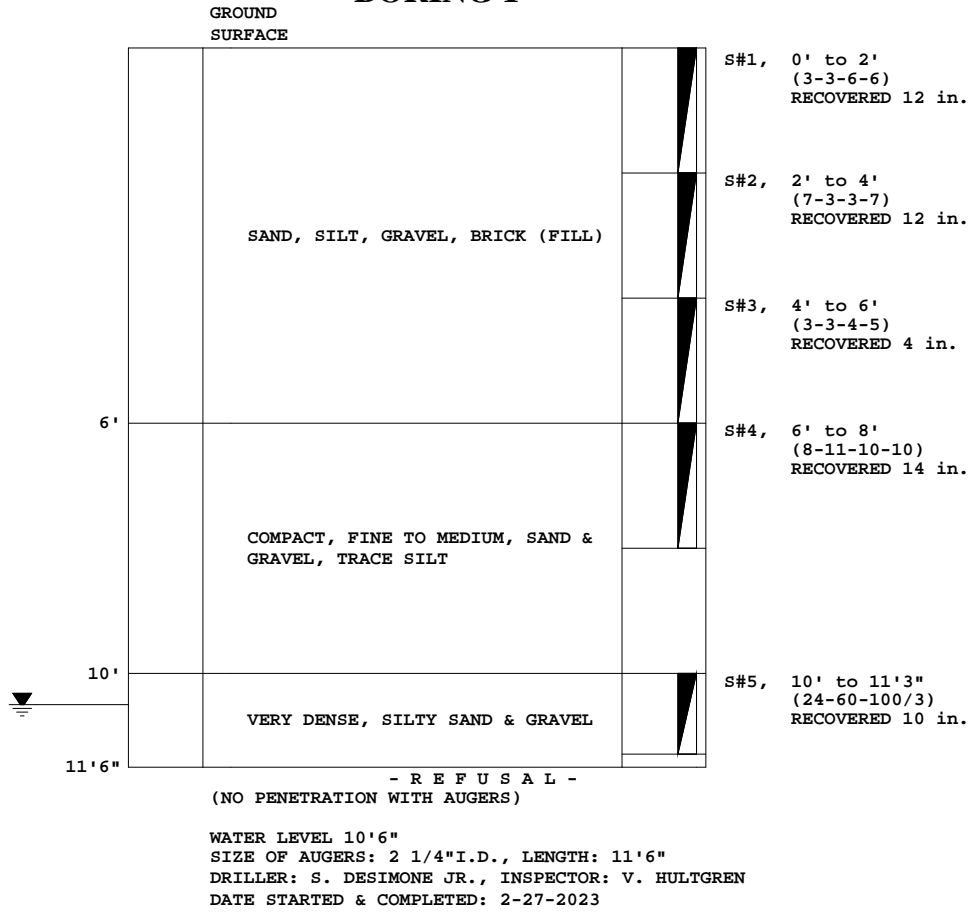 GROUND
SURFACE
S#1, 0' to 2'
(3-3-6-6)
RECOVERED 12 in.
S#2, 2' to 4'
(7-3-3-7)
RECOVERED 12 in.
SAND, SILT, GRAVEL, BRICK (FILL)
S#3, 4' to 6'
(3-3-4-5)
RECOVERED 4 in.
6'
S#4, 6' to 8'
(8-11-10-10)
RECOVERED 14 in.
COMPACT, FINE TO MEDIUM, SAND &
GRAVEL, TRACE SILT
10'
S#5, 10' to 11'3"
(24-60-100/3)
RECOVERED 10 in.
VERY DENSE, SILTY SAND & GRAVEL
11'6"
- R E F U S A L -
(NO PENETRATION WITH AUGERS)
WATER LEVEL 10'6"
SIZE OF AUGERS: 2 1/4"I.D., LENGTH: 11'6"
DRILLER: S. DESIMONE JR., INSPECTOR: V. HULTGREN
DATE STARTED & COMPLETED: 2-27-2023